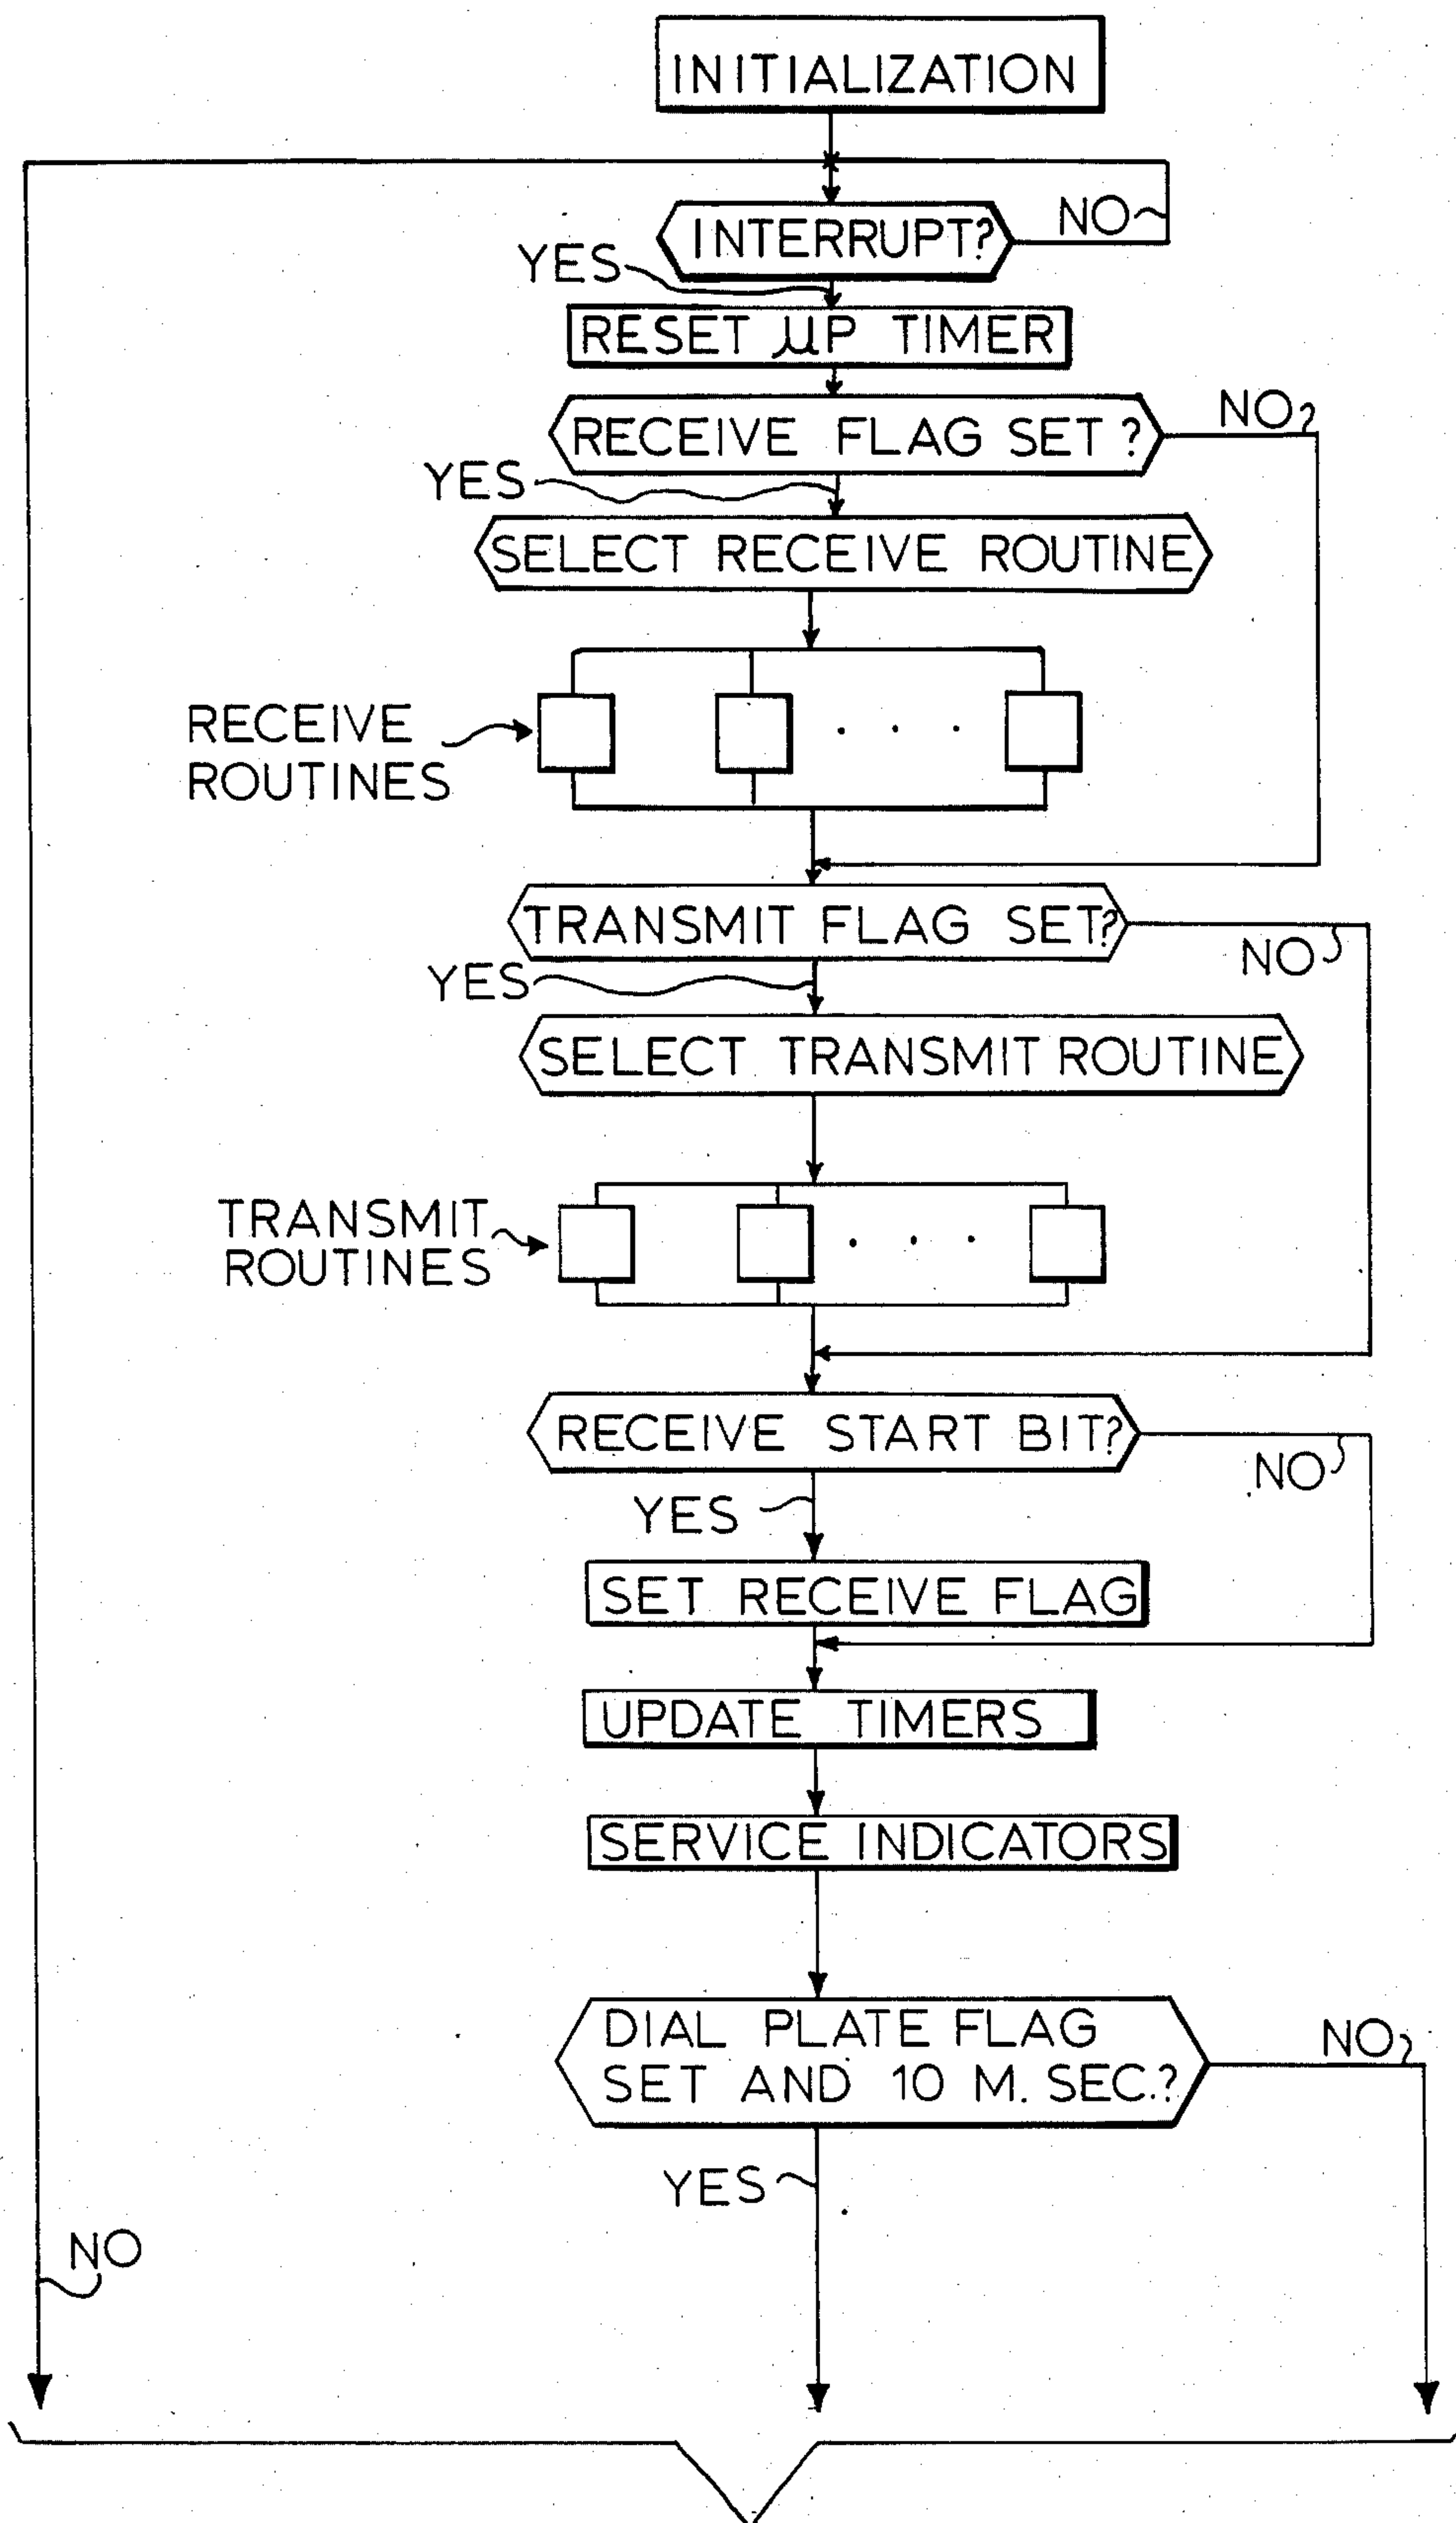 INITIALIZATION
INTERRUPT?
NO
YES
RESET µP TIMER
RECEIVE FLAG SET?
NO
YES
SELECT RECEIVE ROUTINE
RECEIVE
ROUTINES
TRANSMIT FLAG SET?
NO
YES
SELECT TRANSMIT ROUTINE
TRANSMIT
ROUTINES
RECEIVE START BIT?
NO
YES
SET RECEIVE FLAG
UPDATE TIMERS
SERVICE INDICATORS
DIAL PLATE FLAG
SET AND 10 M. SEC.?
NO
YES
NO